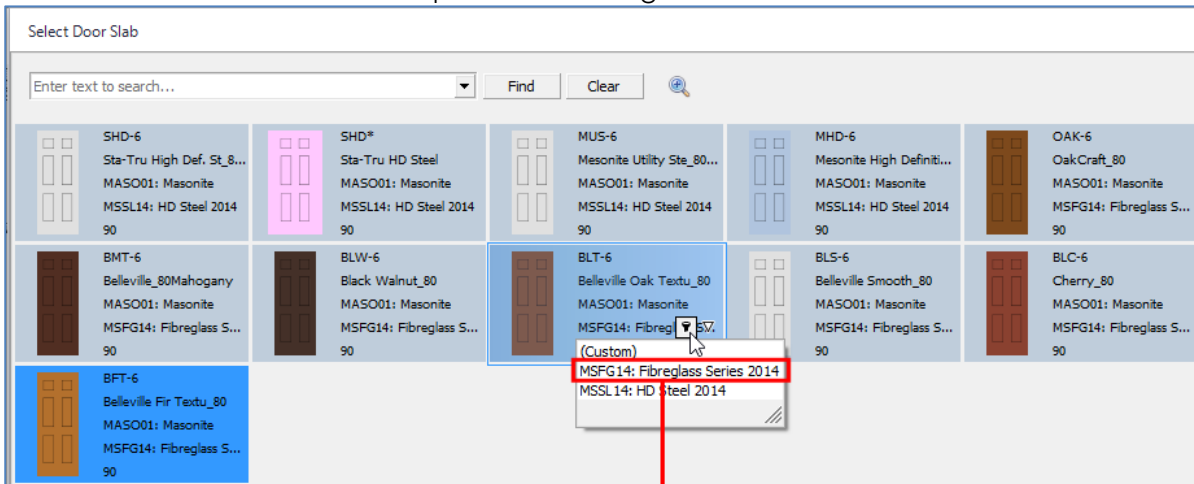 Select Door Slab
Enter text to search...
Find
Clear
SHD-6
Sta-Tru High Def. St_8...
MASO01: Masonite
MSSL14: HD Steel 2014
90
SHD*
Sta-Tru HD Steel
MASO01: Masonite
MSSL14: HD Steel 2014
90
MUS-6
Mesonite Utility Ste_80...
MASO01: Masonite
MSSL14: HD Steel 2014
90
MHD-6
Mesonite High Definiti...
MASO01: Masonite
MSSL14: HD Steel 2014
90
OAK-6
OakCraft_80
MASO01: Masonite
MSFG14: Fibreglass S...
90
BMT-6
Belleville_80Mahogany
MASO01: Masonite
MSFG14: Fibreglass S...
90
BLW-6
Black Walnut_80
MASO01: Masonite
MSFG14: Fibreglass S...
90
BLT-6
Belleville Oak Textu_80
MASO01: Masonite
MSFG14:
(Custom)
MSFG14: Fibreglass Series 2014
MSSL14: HD Steel 2014
BLS-6
Belleville Smooth_80
MASO01: Masonite
MSFG14: Fibreglass S...
90
BLC-6
Cherry_80
MASO01: Masonite
MSFG14: Fibreglass S...
90
BFT-6
Belleville Fir Textu_80
MASO01: Masonite
MSFG14: Fibreglass S...
90